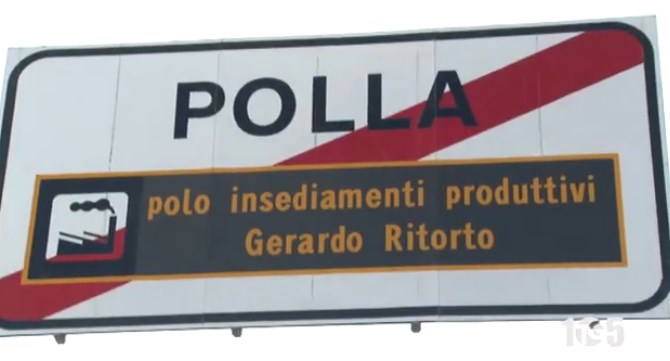 POLLA
polo insediamenti produttivi
Gerardo Ritorto